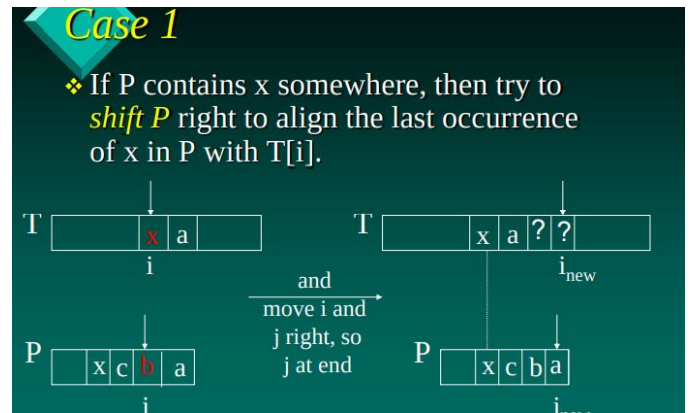 Case 1
❖ If P contains x somewhere, then try to
shift P right to align the last occurrence
of x in P with T[i].
T x a T x a ? ?
i i_new
and
move i and
j right, so
j at end
P x c b a P x c b a